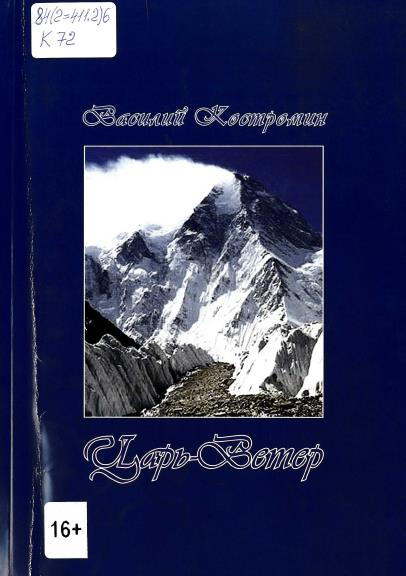 84(2=411.2)6
К 72
Василий Костромин
Царь-Ветер
16+